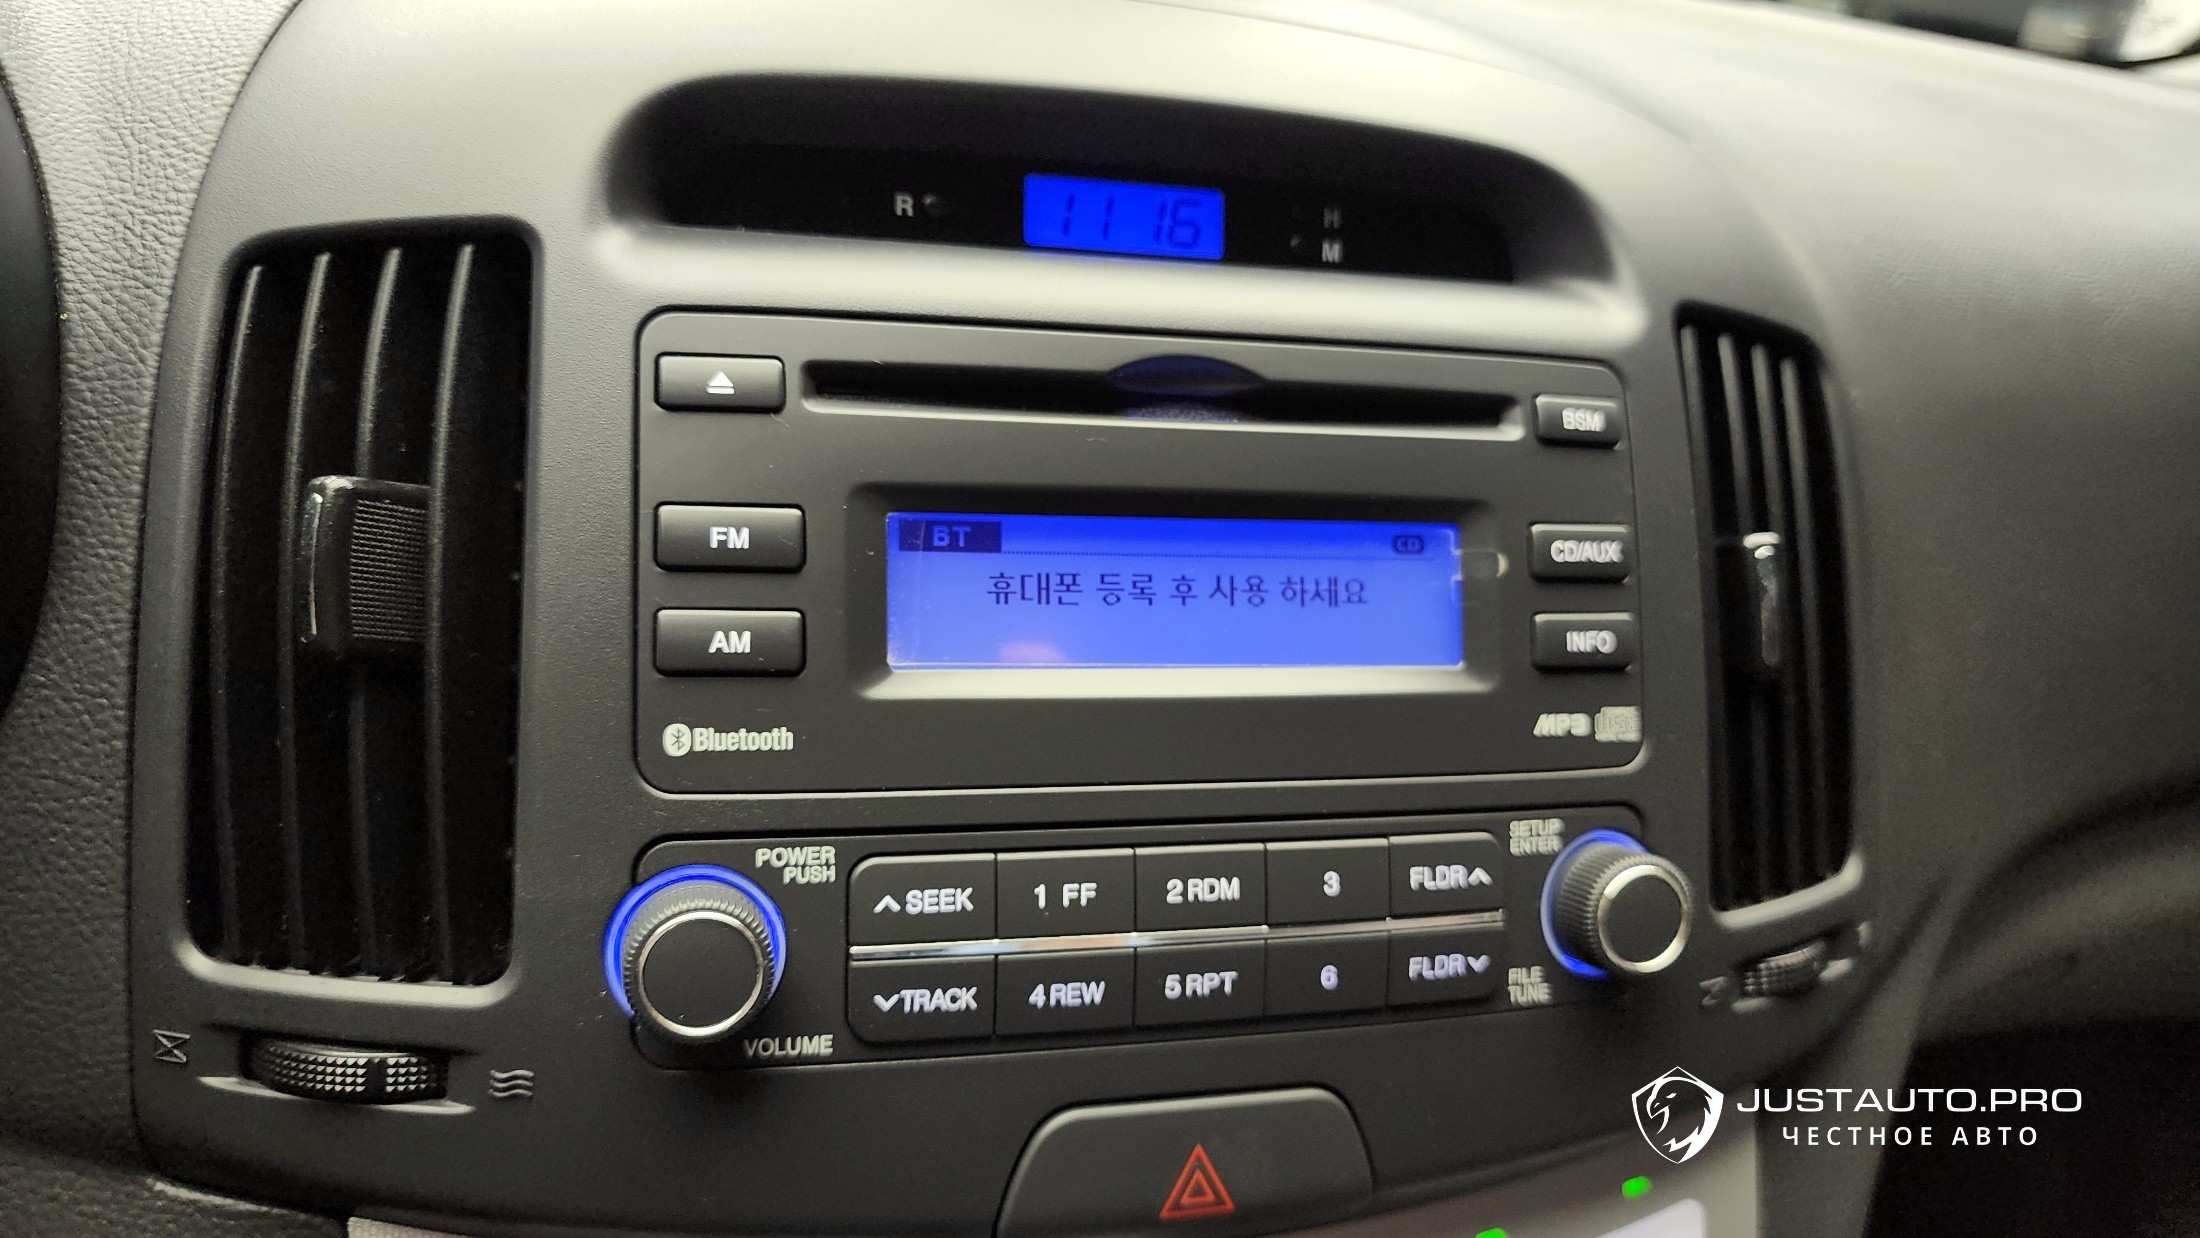 R
11 16
H
M
BSM
FM
BT
CD
CD/AUX
휴대폰 등록 후 사용 하세요
AM
INFO
Bluetooth
MP3
POWER
PUSH
SETUP
ENTER
SEEK
1 FF
2 RDM
3
FLDR
TRACK
4 REW
5 RPT
6
FLDR
FILE
TUNE
VOLUME
JUSTAUTO.PRO
ЧЕСТНОЕ АВТО